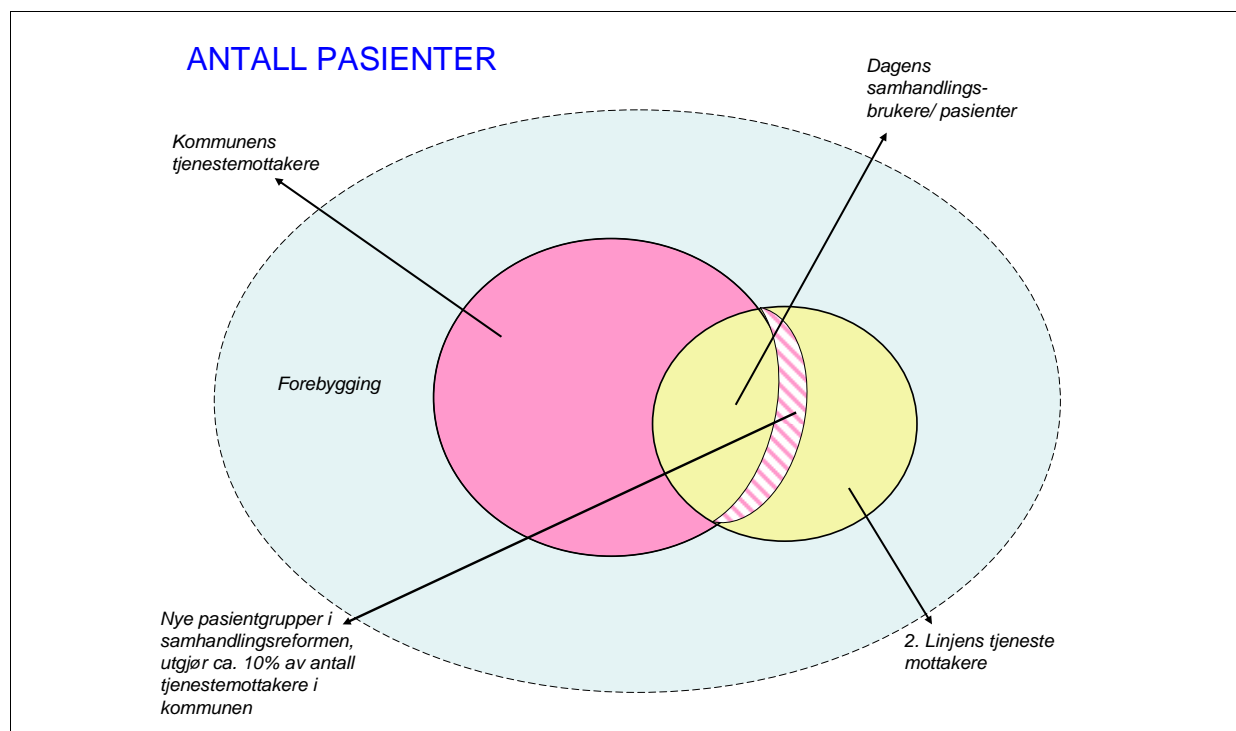 ANTALL PASIENTER
Dagens
samhandlings-
brukere/ pasienter
Kommunens
tjenestemottakere
Forebygging
Nye pasientgrupper i
samhandlingsreformen,
utgjør ca. 10% av antall
tjenestemottakere i
kommunen
2. Linjens tjeneste
mottakere